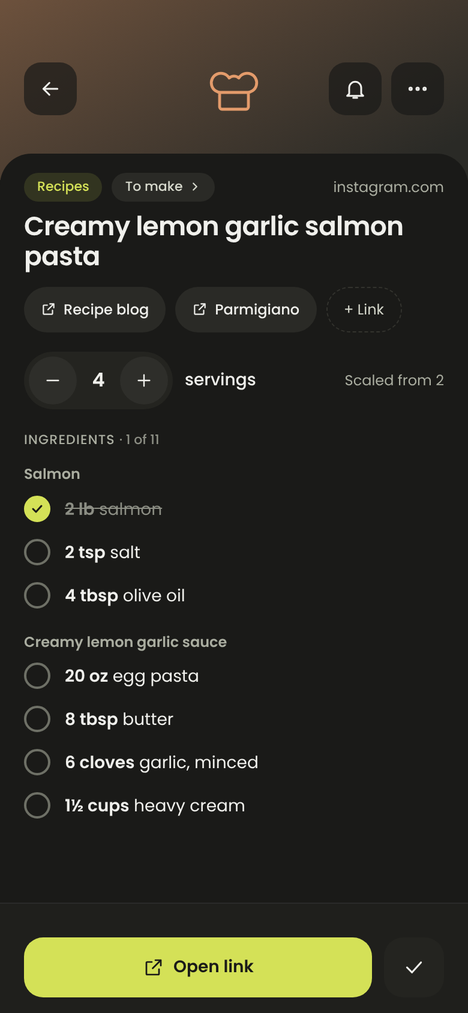 Recipes
To make
instagram.com
Creamy lemon garlic salmon
pasta
Recipe blog
Parmigiano
+ Link
4
servings
Scaled from 2
INGREDIENTS · 1 of 11
Salmon
2 lb salmon
2 tsp salt
4 tbsp olive oil
Creamy lemon garlic sauce
20 oz egg pasta
8 tbsp butter
6 cloves garlic, minced
1½ cups heavy cream
Open link